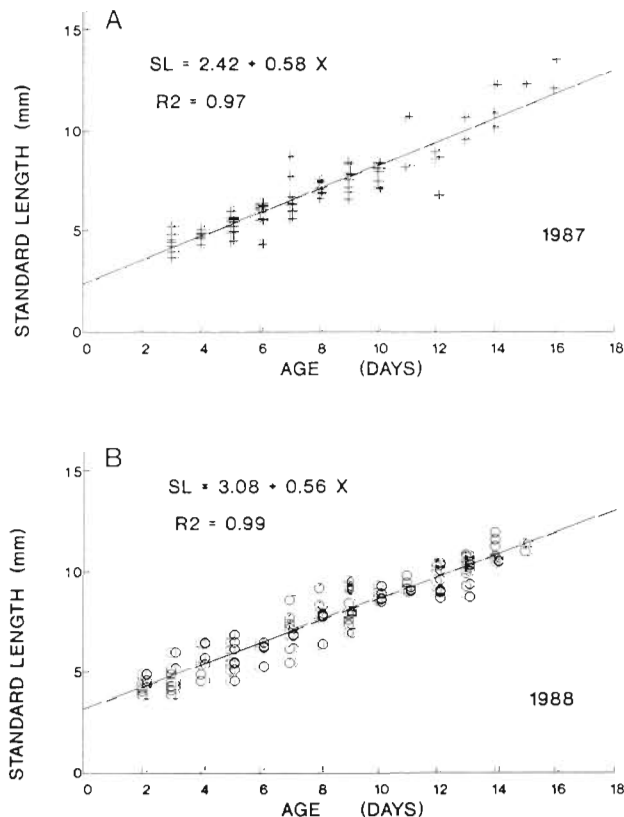 A
SL = 2.42 + 0.58 X
R2 = 0.97
1987
STANDARD LENGTH (mm)
15
10
5
0
0 2 4 6 8 10 12 14 16 18
AGE (DAYS)
B
SL = 3.08 + 0.56 X
R2 = 0.99
1988
STANDARD LENGTH (mm)
15
10
5
0
0 2 4 6 8 10 12 14 16 18
AGE (DAYS)